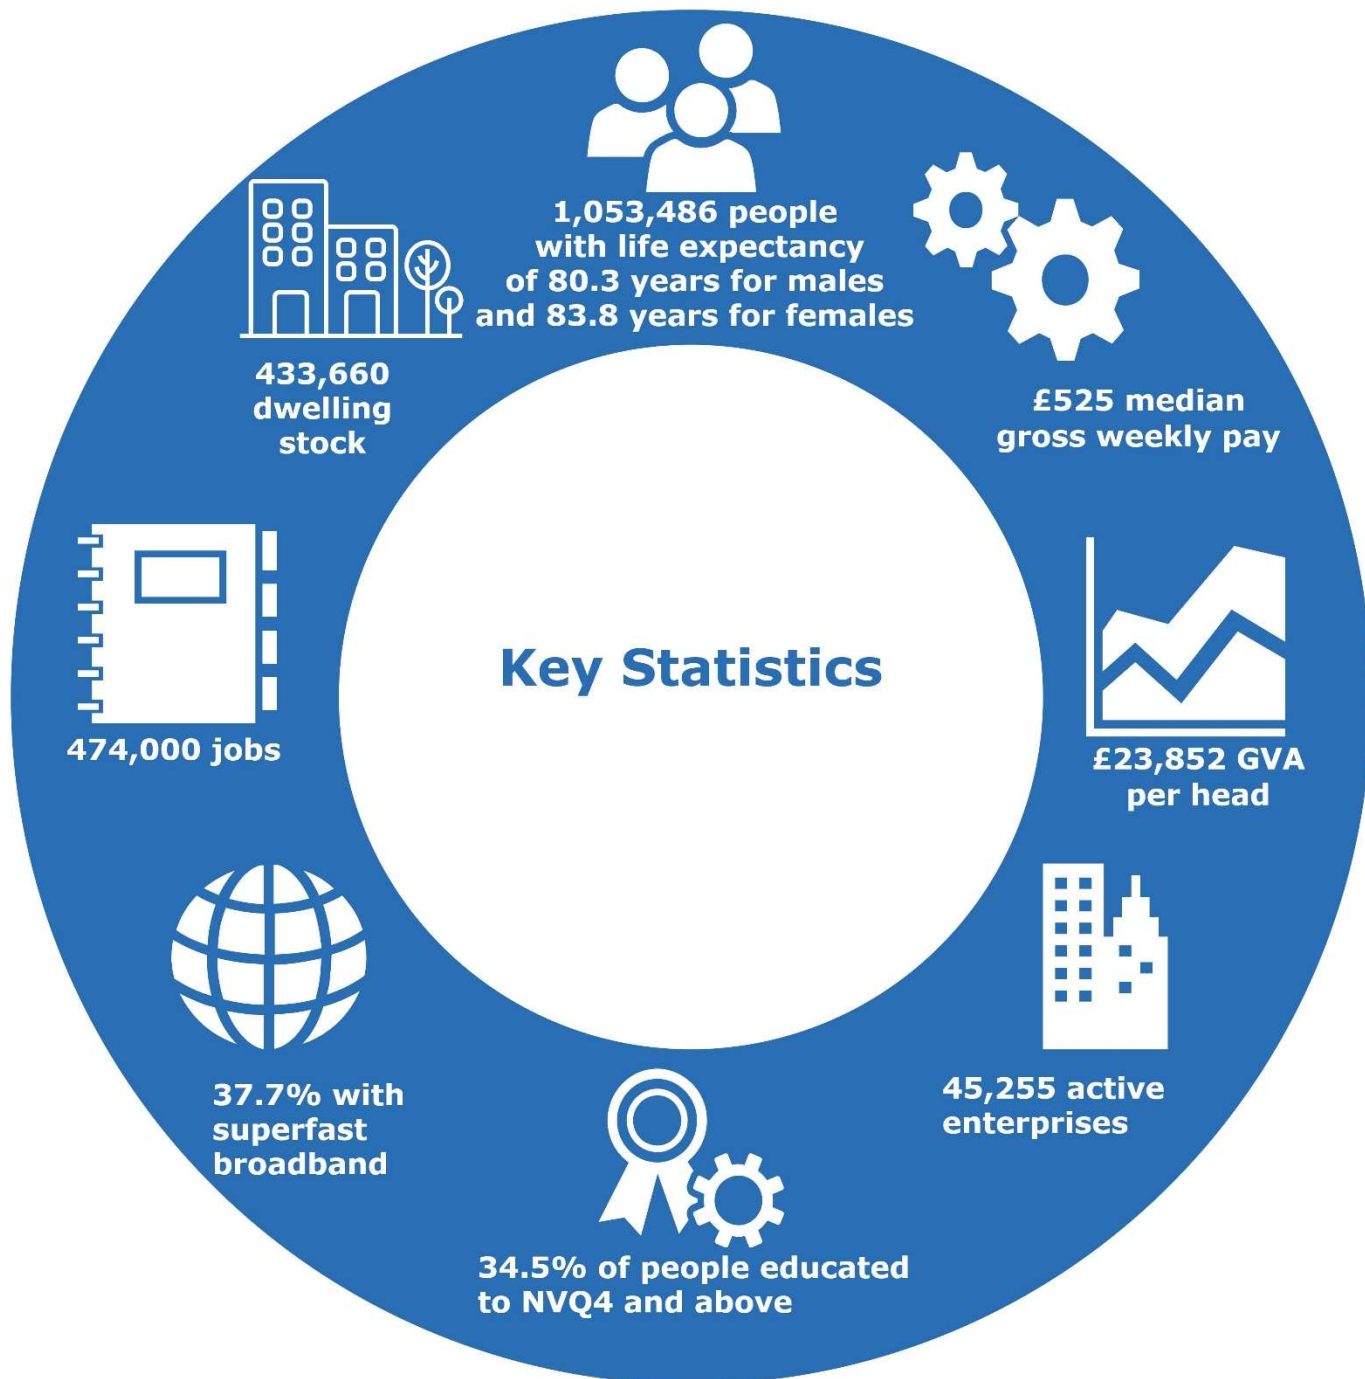 1,053,486 people
with life expectancy
of 80.3 years for males
and 83.8 years for females
£525 median
gross weekly pay
£23,852 GVA
per head
45,255 active
enterprises
34.5% of people educated
to NVQ4 and above
37.7% with
superfast
broadband
474,000 jobs
433,660
dwelling
stock
Key Statistics